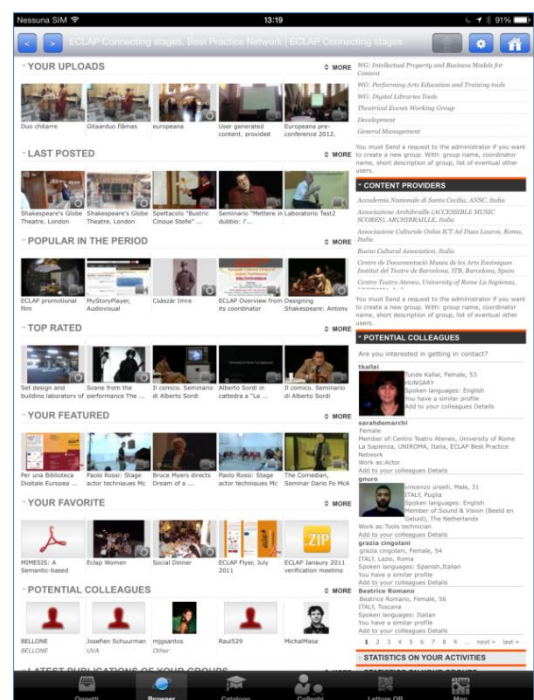 Nessuna SIM
13:19
91%
ECLAP Connecting stages, Best Practice Network | ECLAP Connecting stages
YOUR UPLOADS
MORE
Duo chitarre
Gitaarduo Flämas
europeana
User generated content, provided
Europeana pre-conference 2012.
LAST POSTED
MORE
Shakespeare's Globe Theatre, London
Shakespeare's Globe Theatre, London
Spettacolo "Bustric Cinque Stelle" ...
Seminario "Mettere in dubbio: l'...
Laboratorio Test2
POPULAR IN THE PERIOD
MORE
ECLAP promotional film
MyStoryPlayer, Audiovisual
Császár Imre
ECLAP Overview from its coordinator
Designing Shakespeare: Antony
TOP RATED
MORE
Set design and building laboratory of
Scene from the performance The ...
Il comico. Seminario di Alberto Sordi
Alberto Sordi in cattedra a "La ...
Il comico. Seminario di Alberto Sordi
YOUR FEATURED
MORE
Per una Biblioteca Digitale Europea ...
Paolo Rossi: Stage actor techniques Mc
Bruce Myers directs Dream of a ...
Paolo Rossi: Stage actor techniques Mc
The Comedian, Seminar Dario Fo McA
YOUR FAVORITE
MORE
.ZIP
MIMESIS: A Semantic-based
Eclap Women
Social Dinner
ECLAP Flyer, July 2011
ECLAP Janaury 2011 verification meeting
POTENTIAL COLLEAGUES
MORE
BELLONE
BELLONE
Josefien Schuurman
UVA
mjgsantos
Other
Raul529
MichalMasa
LATEST PUBLICATIONS OF YOUR GROUPS
MORE
WG: Intellectual Property and Business Models for
Content
WG: Performing Arts Education and Training tools
WG: Digital Libraries Tools
Theatrical Events Working Group
Development
General Management
You must Send a request to the administrator if you want
to create a new group. With: group name, coordinator
name, short description of group, list of eventual other
users.
CONTENT PROVIDERS
Accademia Nazionale di Santa Cecilia, ANSC, Italia
Associazione Archibraille (ACCESSIBLE MUSIC
SCORES), ARCHIBRAILLE, Italia
Associazione Culturale Onlus ICT Ad Duas Lauros, Roma,
Italia
Bueno Cultural Association, Italia
Centre de Documentació Museu de les Arts Escèniques
Institut del Teatre de Barcelona, ITB, Barcelona, Spain
Centro Teatro Ateneo, University of Rome La Sapienza,
You must Send a request to the administrator if you want
to create a new group. With: group name, coordinator
name, short description of group, list of eventual other
users.
POTENTIAL COLLEAGUES
Are you interested in getting in contact?
tkallai
Tunde Kallai, Female, 53
HUNGARY
Spoken languages: English
You have a similar profile
Add to your colleagues Details
sarahdemarchi
Female
Member of:Centro Teatro Ateneo, University of Rome
La Sapienza, UNIROMA, Italia, ECLAP Best Practice
Network
Work as:Actor
Add to your colleagues Details
gnuro
vincenzo urselli, Male, 31
ITALY, Puglia
Spoken languages: English
Member of:Sound & Vision (Beeld en
Geluid), The Netherlands
Work as:Tools technician
Add to your colleagues Details
grazia cingolani
grazia cingolani, Female, 54
ITALY, Lazio, Roma
Spoken languages: Spanish,Italian
You have a similar profile
Add to your colleagues Details
Beatrice Romano
Beatrice Romano, Female, 56
ITALY, Toscana
Spoken languages: Italian
You have a similar profile
Add to your colleagues Details
1 2 3 4 5 6 7 8 9 ... next › last »
STATISTICS ON YOUR ACTIVITIES
Oggetti
Browser
Catalogo
Colleghi
Lettore QR
Map